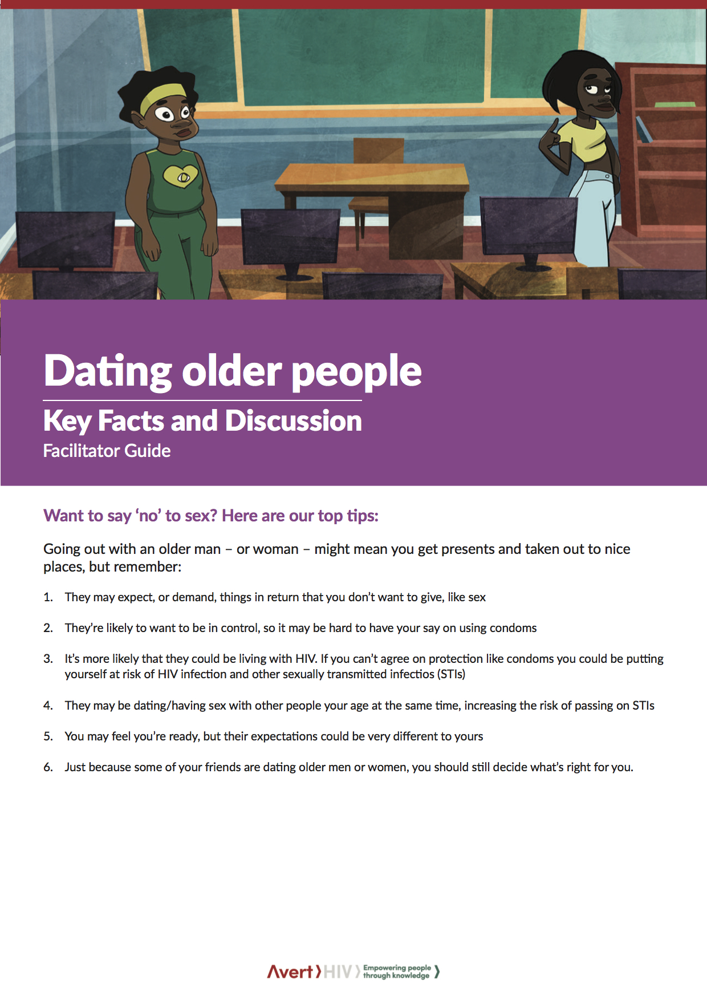 Dating older people
Key Facts and Discussion
Facilitator Guide
Want to say ‘no’ to sex? Here are our top tips:
Going out with an older man – or woman – might mean you get presents and taken out to nice
places, but remember:
1. They may expect, or demand, things in return that you don’t want to give, like sex
2. They’re likely to want to be in control, so it may be hard to have your say on using condoms
3. It’s more likely that they could be living with HIV. If you can’t agree on protection like condoms you could be putting
yourself at risk of HIV infection and other sexually transmitted infectios (STIs)
4. They may be dating/having sex with other people your age at the same time, increasing the risk of passing on STIs
5. You may feel you’re ready, but their expectations could be very different to yours
6. Just because some of your friends are dating older men or women, you should still decide what’s right for you.
Avert HIV Empowering people
through knowledge